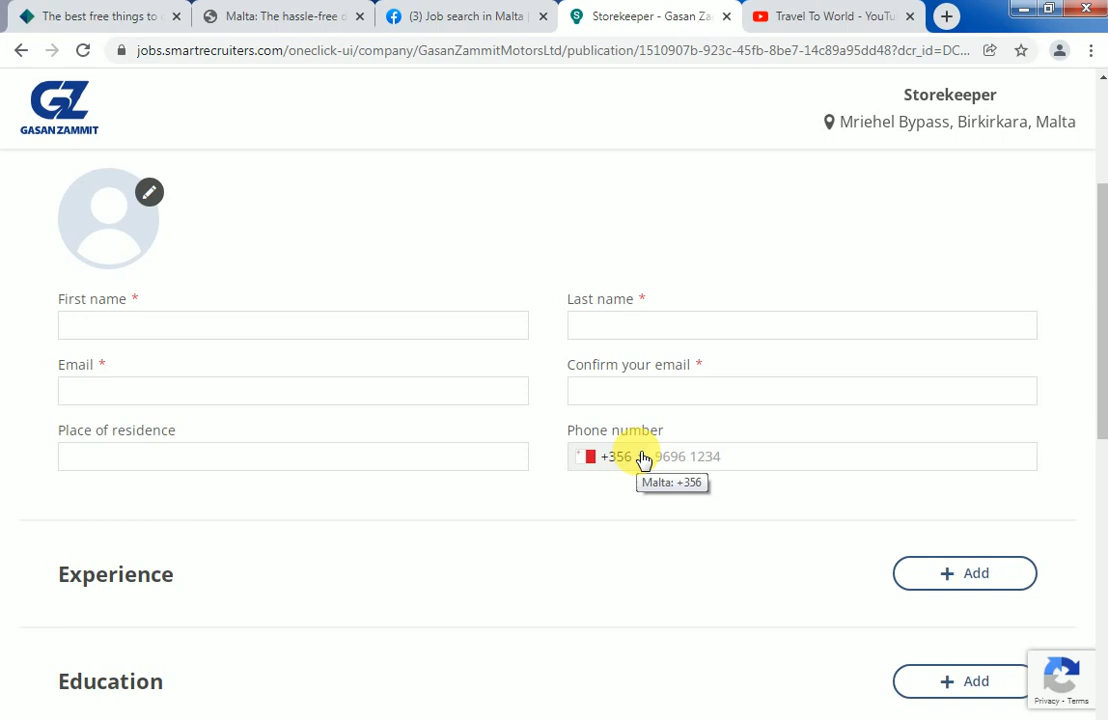 The best free things to
Malta: The hassle-free
(3) Job search in Malta
Storekeeper - Gasan Za
Travel To World - YouTu
jobs.smartrecruiters.com/oneclick-ui/company/GasanZammitMotorsLtd/publication/1510907b-923c-45fb-8be7-14c89a95dd48?dcr_id=DC...
GZ
GASAN ZAMMIT
Storekeeper
Mriehel Bypass, Birkirkara, Malta
First name *
Last name *
Email *
Confirm your email *
Place of residence
Phone number
+356 9696 1234
Malta: +356
Experience
+ Add
Education
+ Add
Privacy - Terms